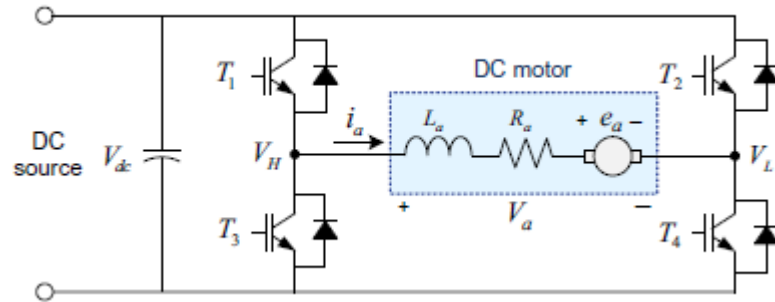 T1
DC motor
T2
ia
La
Ra
+ ea −
DC
source
Vdc
VH
VL
+
Va
−
T3
T4